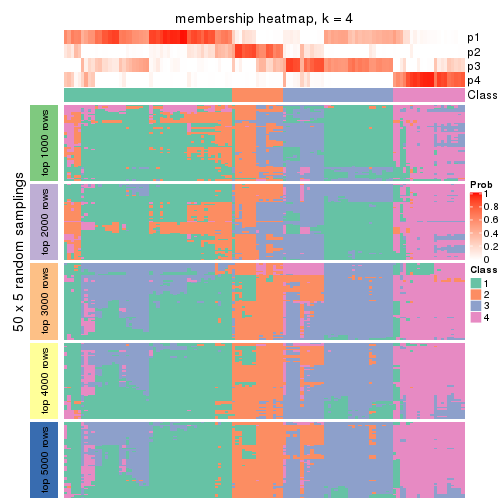 membership heatmap, k = 4
p1
p2
p3
p4
Class
50 x 5 random samplings
top 1000 rows
top 2000 rows
top 3000 rows
top 4000 rows
top 5000 rows
Prob
1
0.8
0.6
0.4
0.2
0
Class
1
2
3
4